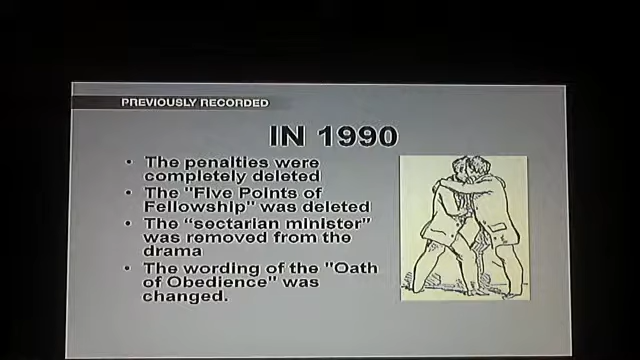 PREVIOUSLY RECORDED
IN 1990
• The penalties were
completely deleted
• The "Five Points of
Fellowship" was deleted
• The “sectarian minister”
was removed from the
drama
• The wording of the "Oath
of Obedience" was
changed.